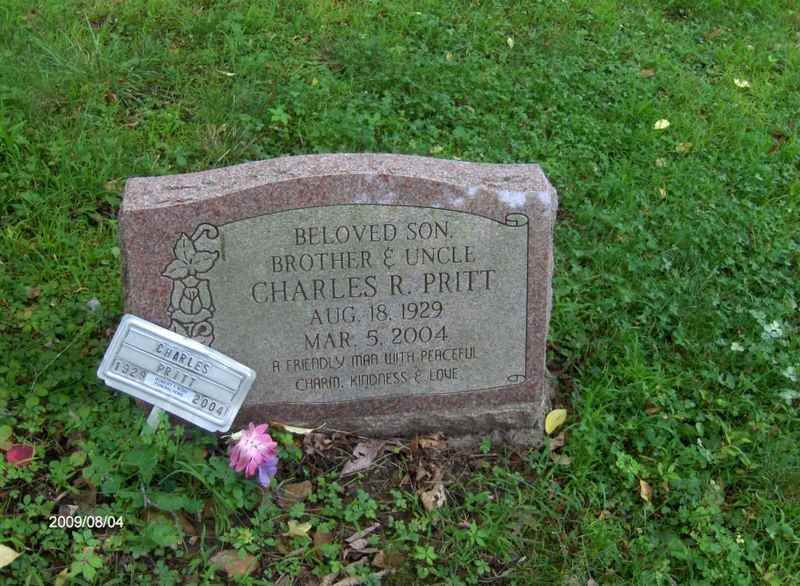 BELOVED SON,
BROTHER & UNCLE
CHARLES R. PRITT
AUG. 18, 1929
MAR. 5, 2004
A FRIENDLY MAN WITH PEACEFUL
CHARM, KINDNESS & LOVE
CHARLES
PRITT
1929
2004
2009/08/04